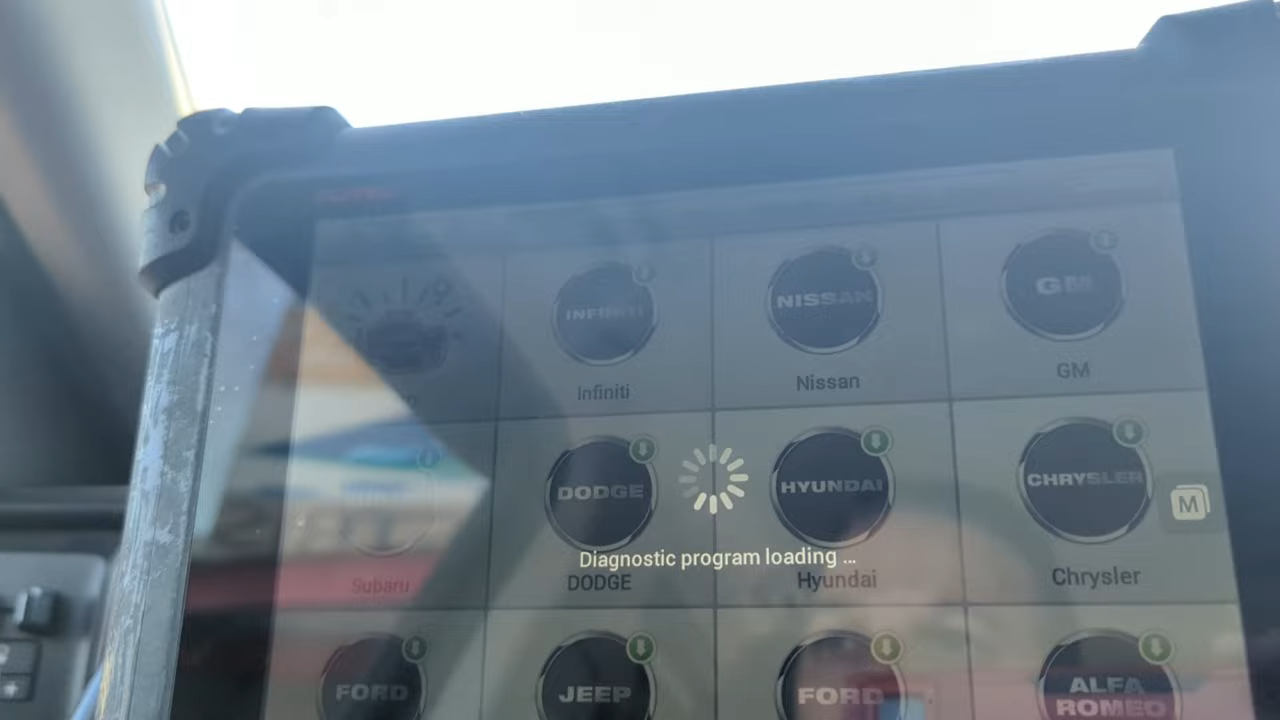 INFINITI
NISSAN
GM
Infiniti
Nissan
GM
DODGE
HYUNDAI
CHRYSLER
M
Diagnostic program loading ...
Subaru
DODGE
Hyundai
Chrysler
FORD
JEEP
FORD
ALFA
ROMEO